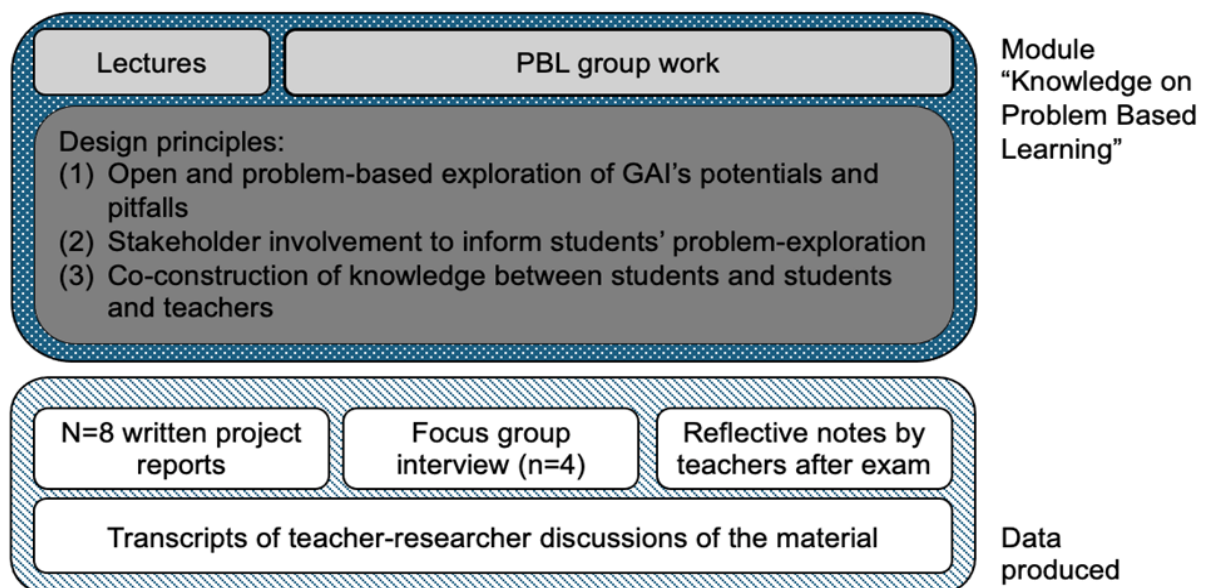 Lectures
PBL group work
Module
“Knowledge on
Problem Based
Learning”
Design principles:
(1) Open and problem-based exploration of GAI’s potentials and
pitfalls
(2) Stakeholder involvement to inform students’ problem-exploration
(3) Co-construction of knowledge between students and students
and teachers
N=8 written project
reports
Focus group
interview (n=4)
Reflective notes by
teachers after exam
Transcripts of teacher-researcher discussions of the material
Data
produced